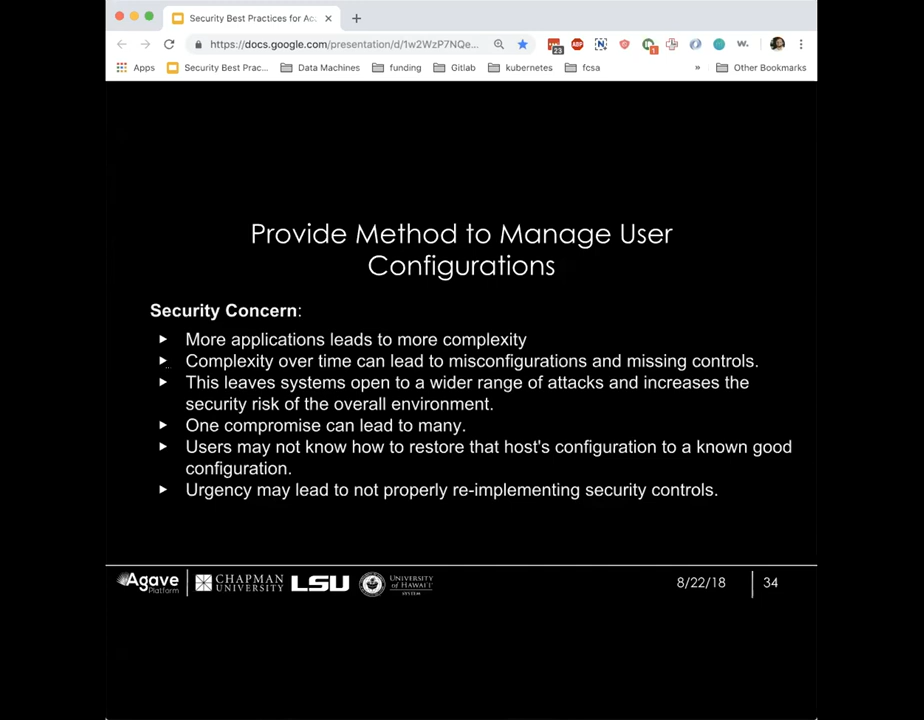 Security Best Practices for Ac
https://docs.google.com/presentation/d/1w2WzP7NQe...
23
ABP
N
1
w.
Apps
Security Best Prac...
Data Machines
funding
Gitlab
kubernetes
fcsa
»
Other Bookmarks
Provide Method to Manage User
Configurations
Security Concern:
More applications leads to more complexity
Complexity over time can lead to misconfigurations and missing controls.
This leaves systems open to a wider range of attacks and increases the
security risk of the overall environment.
One compromise can lead to many.
Users may not know how to restore that host's configuration to a known good
configuration.
Urgency may lead to not properly re-implementing security controls.
Agave
Platform
CHAPMAN
UNIVERSITY
LSU
UNIVERSITY
OF HAWAI'I
SYSTEM
8/22/18
34